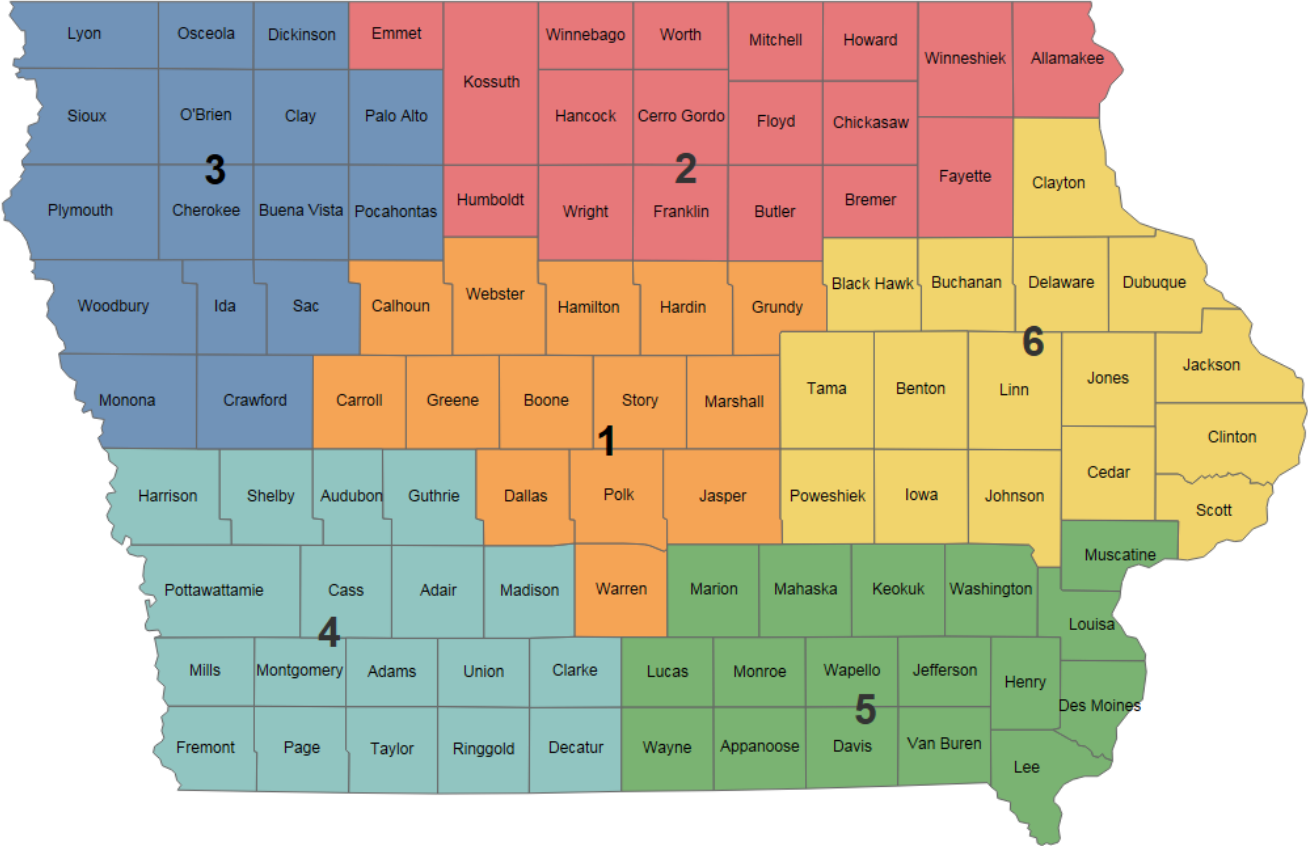 Lyon Osceola Dickinson Emmet Winnebago Worth Mitchell Howard Winneshiek Allamakee
Kossuth
Sioux O'Brien Clay Palo Alto Hancock Cerro Gordo Floyd Chickasaw
3 2
Fayette Clayton
Plymouth Cherokee Buena Vista Pocahontas Humboldt Wright Franklin Butler Bremer
Woodbury Ida Sac Calhoun Webster Hamilton Hardin Grundy Black Hawk Buchanan Delaware Dubuque
6
Monona Crawford Carroll Greene Boone Story Marshall Tama Benton Linn Jones Jackson
1
Clinton
Harrison Shelby Audubon Guthrie Dallas Polk Jasper Poweshiek Iowa Johnson Cedar Scott
Muscatine
Pottawattamie Cass Adair Madison Warren Marion Mahaska Keokuk Washington
4
Louisa
Mills Montgomery Adams Union Clarke Lucas Monroe Wapello Jefferson Henry
5
Des Moines
Fremont Page Taylor Ringgold Decatur Wayne Appanoose Davis Van Buren Lee